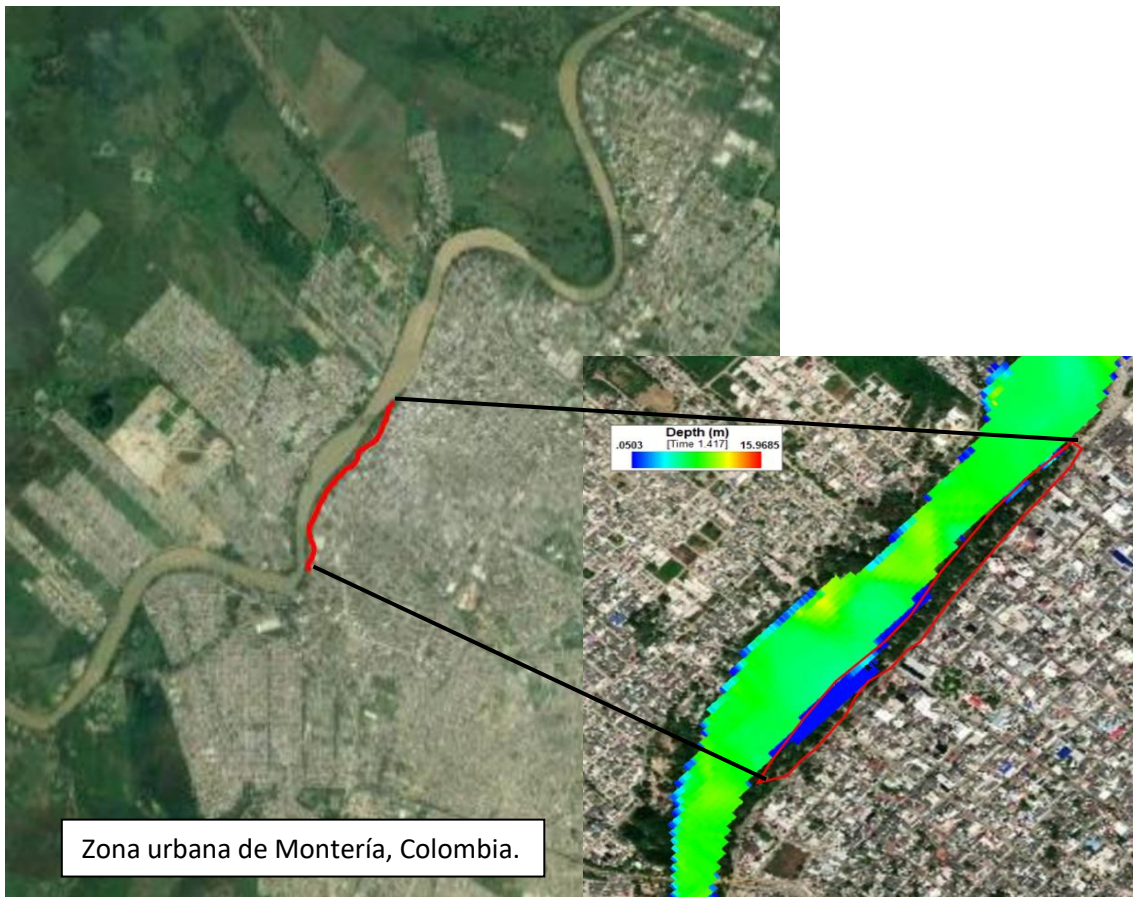 Depth (m)
.0503 [Time 1.417] 15.9685
Zona urbana de Montería, Colombia.